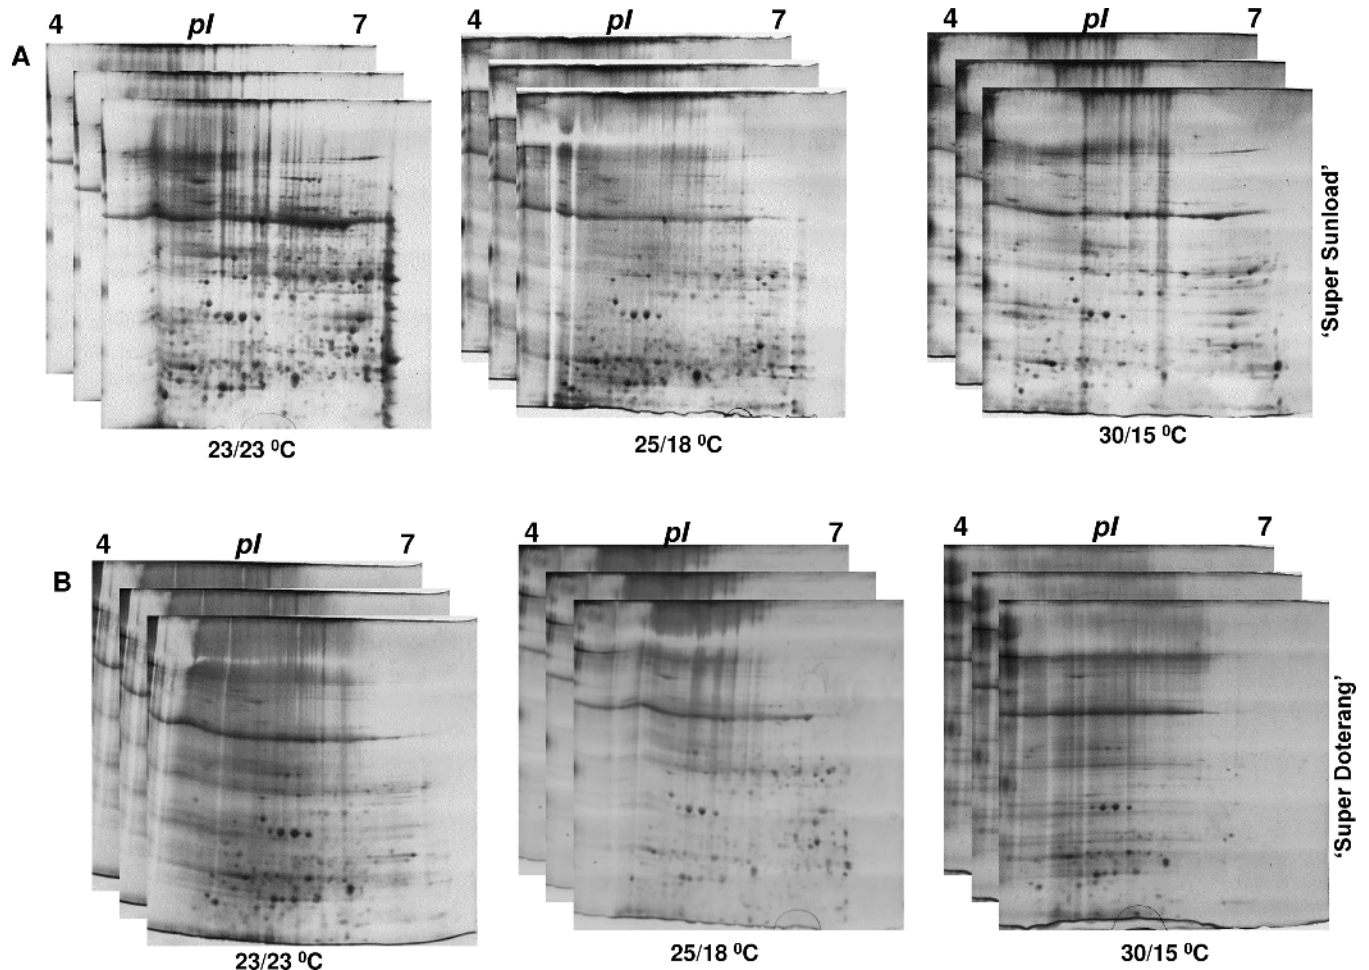 4 pI 7
4 pI 7
4 pI 7
A
'Super Sunload'
23/23 ⁰C
25/18 ⁰C
30/15 ⁰C
4 pI 7
4 pI 7
4 pI 7
B
'Super Doterang'
23/23 ⁰C
25/18 ⁰C
30/15 ⁰C